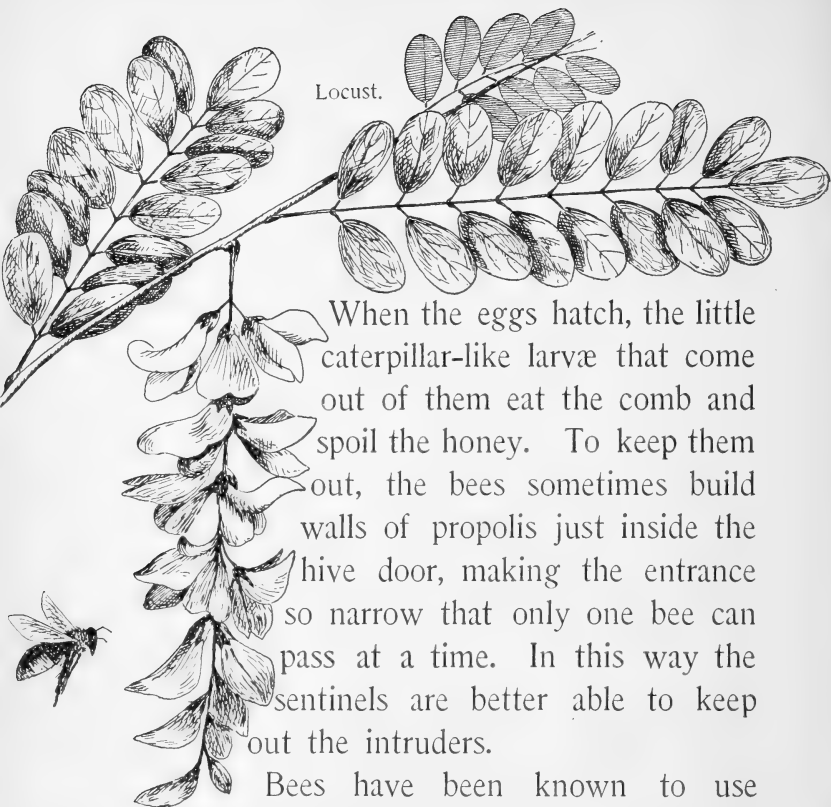 Locust.
When the eggs hatch, the little
caterpillar-like larvæ that come
out of them eat the comb and
spoil the honey. To keep them
out, the bees sometimes build
walls of propolis just inside the
hive door, making the entrance
so narrow that only one bee can
pass at a time. In this way the
sentinels are better able to keep
out the intruders.
Bees have been known to use